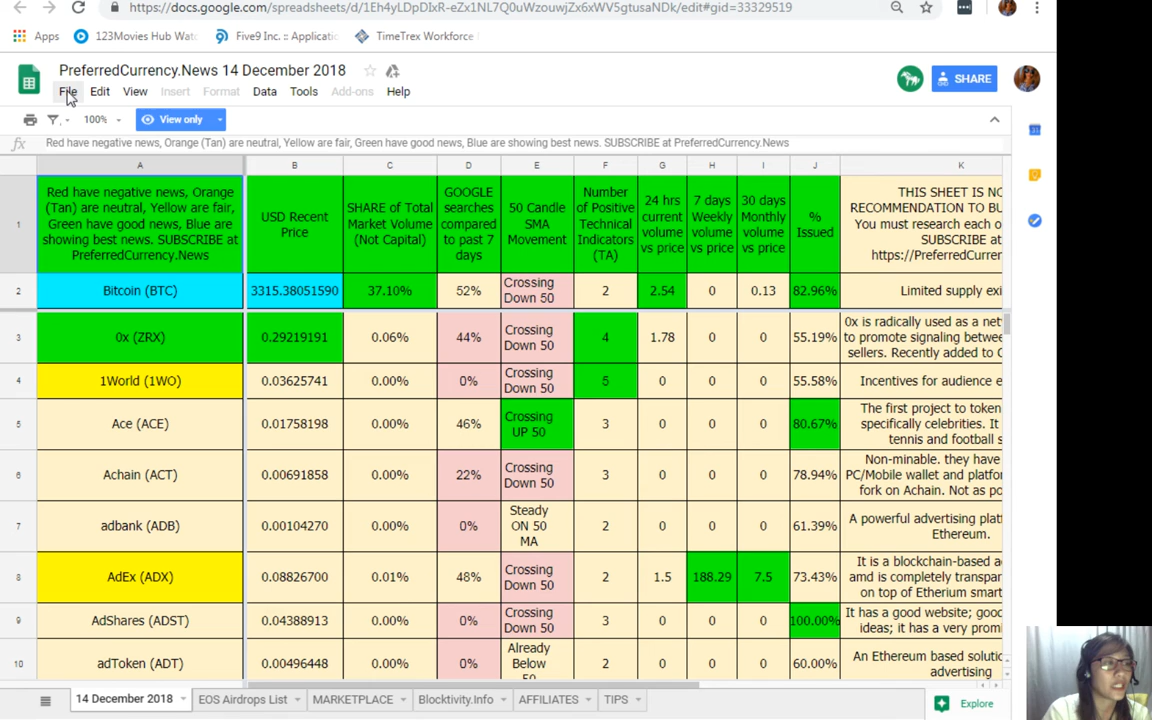 https://docs.google.com/spreadsheets/d/1Eh4yLDpDIxR-eZx1NL7Q0uWzouwjZx6xWV5gtusaNDk/edit#gid=33329519
Apps 123Movies Hub Wat Five9 Inc. :: Applicati TimeTrex Workforce
PreferredCurrency.News 14 December 2018
SHARE
File Edit View Insert Format Data Tools Add-ons Help
100% View only
fx Red have negative news, Orange (Tan) are neutral, Yellow are fair, Green have good news, Blue are showing best news. SUBSCRIBE at PreferredCurrency.News
A B C D E F G H I J K
1
Red have negative news, Orange
(Tan) are neutral, Yellow are fair,
Green have good news, Blue are
showing best news. SUBSCRIBE at
PreferredCurrency.News
USD Recent
Price
SHARE of Total
Market Volume
(Not Capital)
GOOGLE
searches
compared
to past 7
days
50 Candle
SMA
Movement
Number
of Positive
Technical
Indicators
(TA)
24 hrs
current
volume
vs price
7 days
Weekly
volume
vs price
30 days
Monthly
volume
vs price
%
Issued
THIS SHEET IS NO
RECOMMENDATION TO BU
You must research each o
SUBSCRIBE at
https://PreferredCurren
2 Bitcoin (BTC) 3315.38051590 37.10% 52% Crossing
Down 50 2 2.54 0 0.13 82.96% Limited supply exi
3 0x (ZRX) 0.29219191 0.06% 44% Crossing
Down 50 4 1.78 0 0 55.19% 0x is radically used as a net
to promote signaling betwee
sellers. Recently added to C
4 1World (1WO) 0.03625741 0.00% 0% Crossing
Down 50 5 0 0 0 55.58% Incentives for audience e
5 Ace (ACE) 0.01758198 0.00% 46% Crossing
UP 50 3 0 0 0 80.67% The first project to token
specifically celebrities. It
tennis and football s
6 Achain (ACT) 0.00691858 0.00% 22% Crossing
Down 50 3 0 0 0 78.94% Non-minable. they have
PC/Mobile wallet and platfor
fork on Achain. Not as po
7 adbank (ADB) 0.00104270 0.00% 0% Steady
ON 50
MA 2 0 0 0 61.39% A powerful advertising platf
Ethereum.
8 AdEx (ADX) 0.08826700 0.01% 48% Crossing
Down 50 2 1.5 188.29 7.5 73.43% It is a blockchain-based a
amd is completely transpar
on top of Etherium smart
9 AdShares (ADST) 0.04388913 0.00% 0% Crossing
Down 50 3 0 0 0 100.00% It has a good website; good
ideas; it has a very promi
10 adToken (ADT) 0.00496448 0.00% 0% Already
Below
50 2 0 0 0 60.00% An Ethereum based solutio
advertising
14 December 2018 EOS Airdrops List MARKETPLACE Blocktivity.Info AFFILIATES TIPS Explore